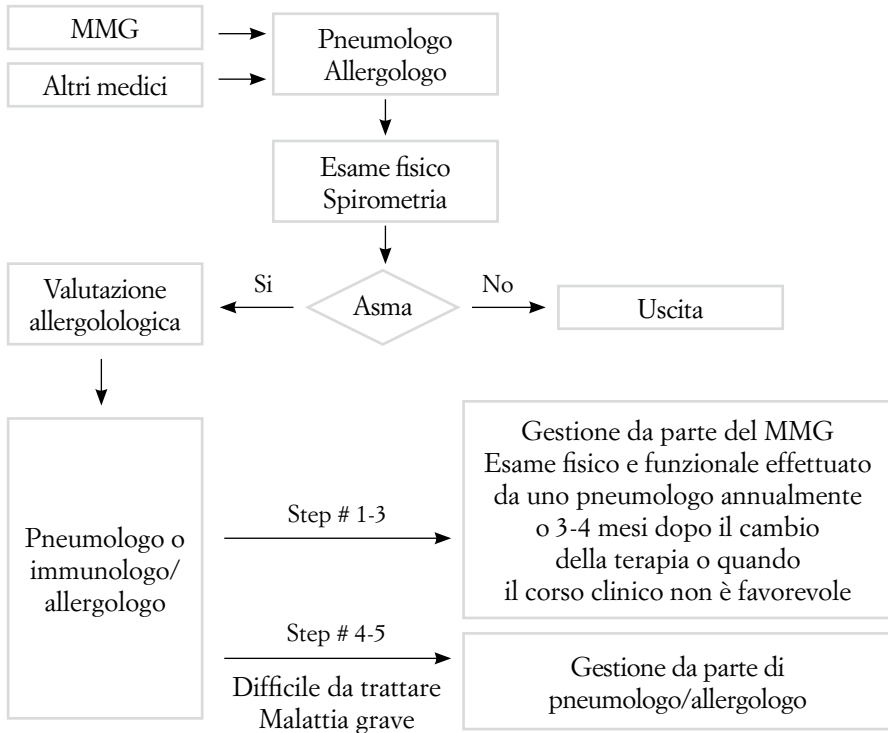 MMG
Altri medici
Pneumologo
Allergologo
Esame fisico
Spirometria
Valutazione
allergolologica
Si
Asma
No
Uscita
Pneumologo o
immunologo/
allergologo
Step # 1-3
Gestione da parte del MMG
Esame fisico e funzionale effettuato
da uno pneumologo annualmente
o 3-4 mesi dopo il cambio
della terapia o quando
il corso clinico non è favorevole
Step # 4-5
Difficile da trattare
Malattia grave
Gestione da parte di
pneumologo/allergologo